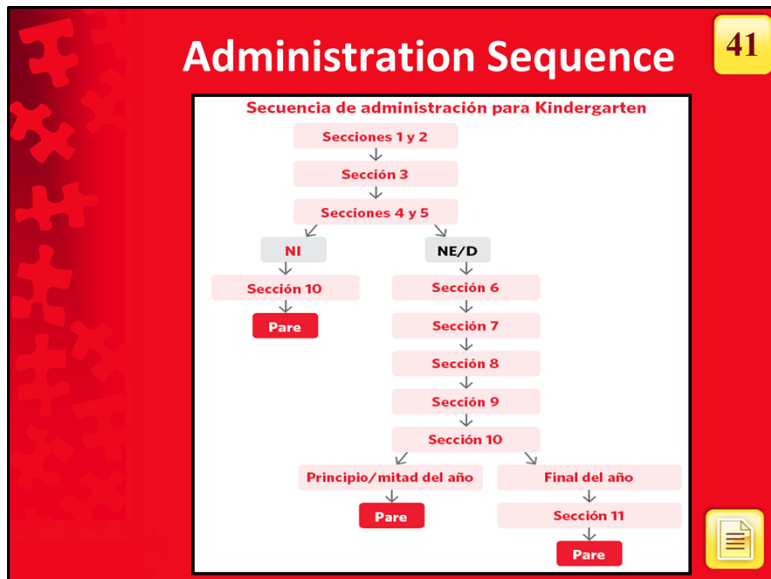 Administration Sequence
41
Secuencia de administración para Kindergarten
Secciones 1 y 2
Sección 3
Secciones 4 y 5
NI
NE/D
Sección 10
Sección 6
Pare
Sección 7
Sección 8
Sección 9
Sección 10
Principio/mitad del año
Final del año
Pare
Sección 11
Pare